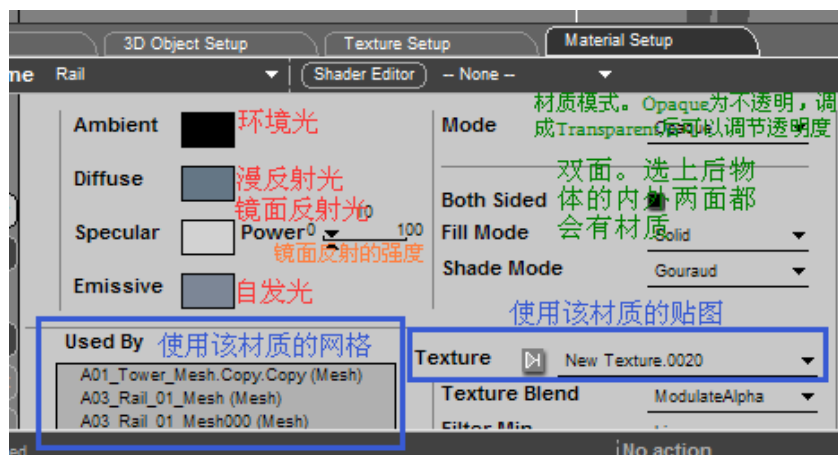 3D Object Setup
Texture Setup
Material Setup
me
Rail
Shader Editor
-- None --
Ambient
环境光
Diffuse
漫反射光
镜面反射光
Specular
Power
0
10
100
镜面反射的强度
Emissive
自发光
Mode
Opaque
材质模式。Opaque为不透明，调
成Transparent后可以调节透明度
Both Sided
双面。选上后物
体的内外两面都
会有材质
Fill Mode
Solid
Shade Mode
Gouraud
Used By
使用该材质的网格
A01_Tower_Mesh.Copy.Copy (Mesh)
A03_Rail_01_Mesh (Mesh)
A03_Rail_01_Mesh000 (Mesh)
使用该材质的贴图
Texture
New Texture.0020
Texture Blend
ModulateAlpha
Filter Min
ed
No action